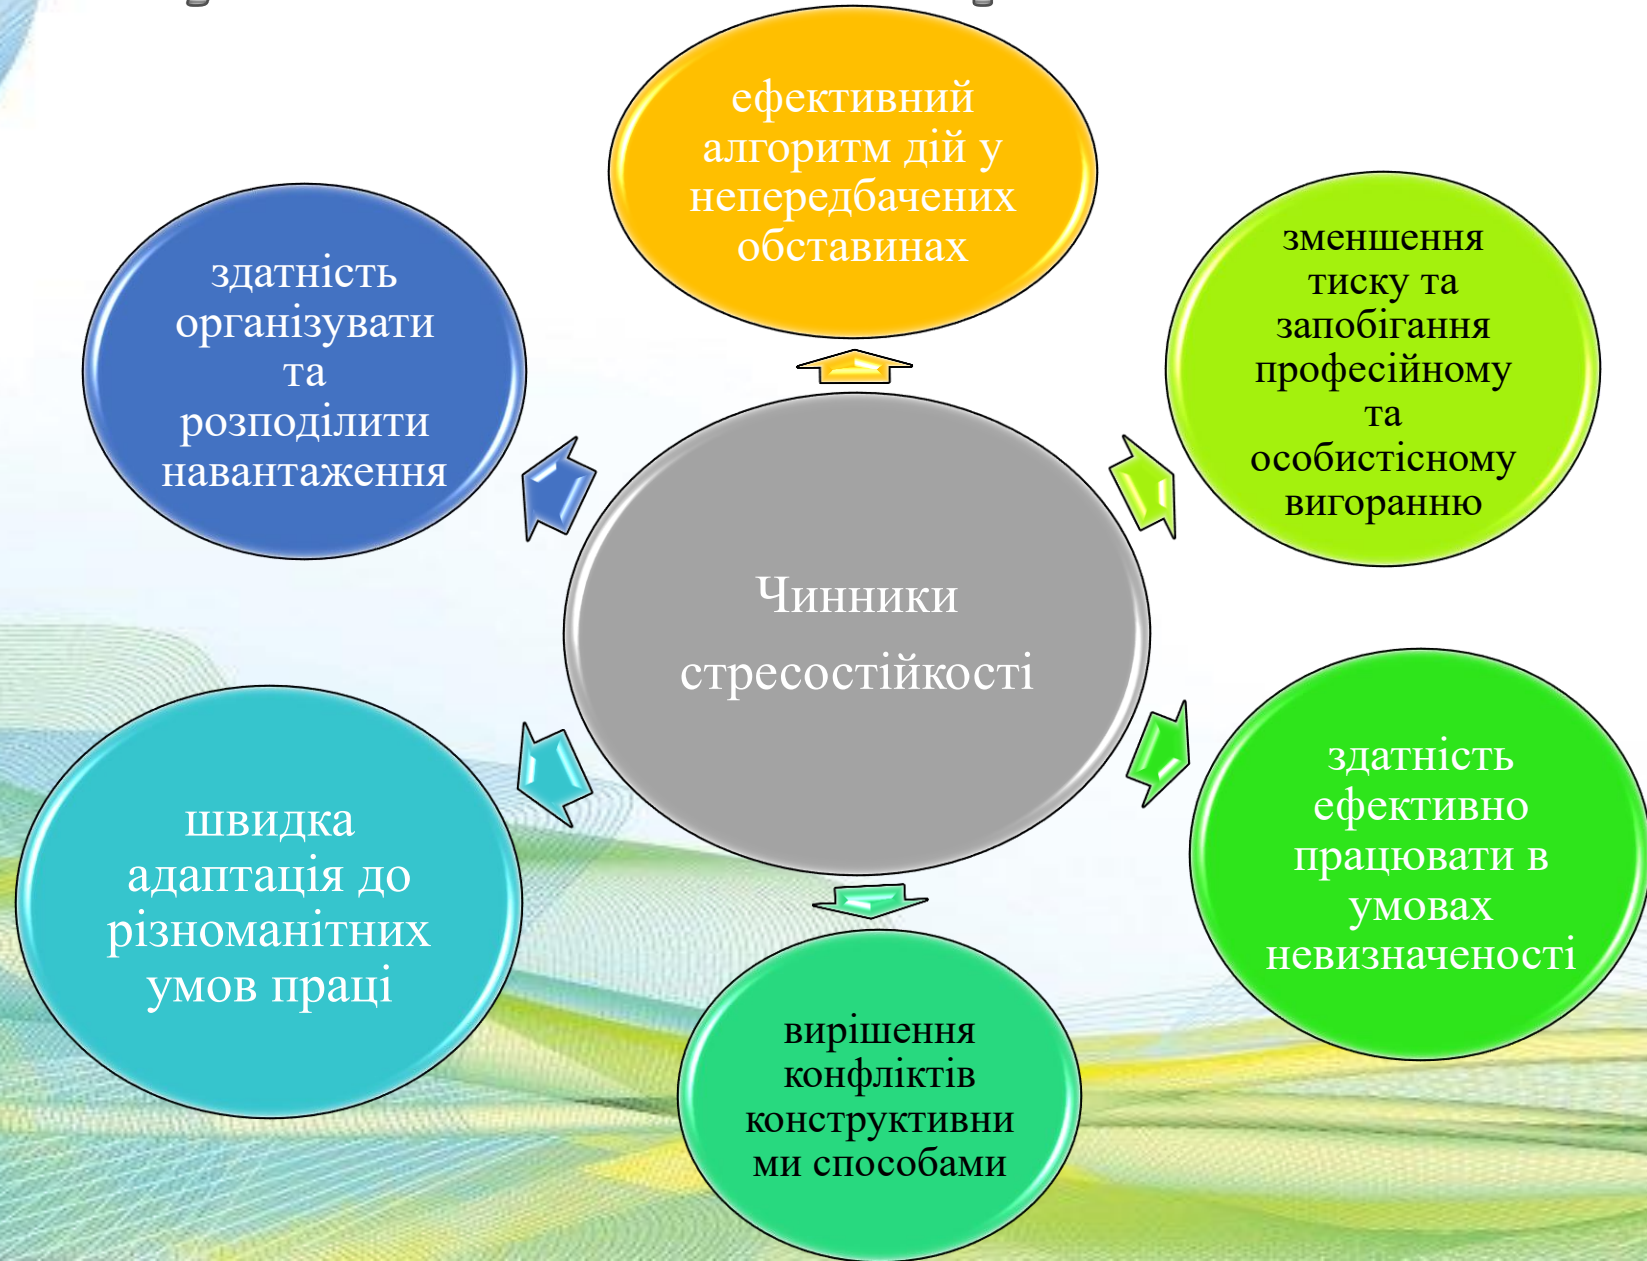 ефективний
алгоритм дій у
непередбачених
обставинах
зменшення
тиску та
запобігання
професійному
та
особистісному
вигоранню
здатність
організувати
та
розподілити
навантаження
Чинники
стресостійкості
здатність
ефективно
працювати в
умовах
невизначеності
швидка
адаптація до
різноманітних
умов праці
вирішення
конфліктів
конструктивни
ми способами